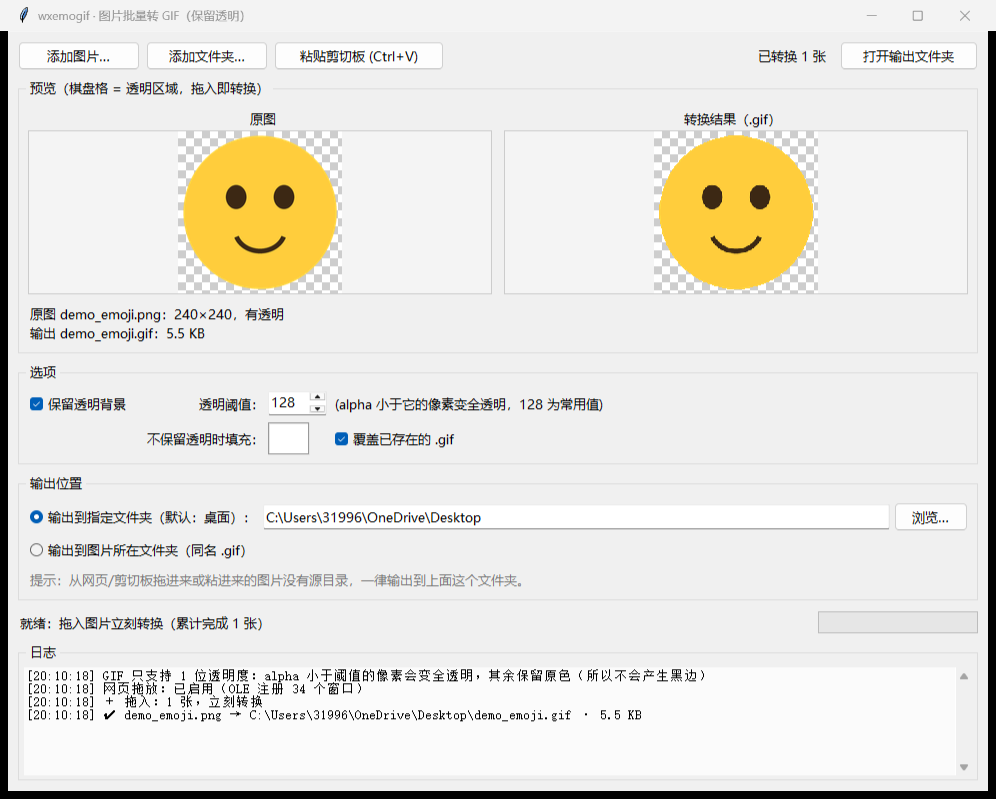 wxemogif · 图片批量转 GIF（保留透明）
添加图片... 添加文件夹... 粘贴剪切板 (Ctrl+V) 已转换 1 张 打开输出文件夹
预览（棋盘格 = 透明区域，拖入即转换）
原图 转换结果（.gif）
原图 demo_emoji.png：240×240，有透明
输出 demo_emoji.gif：5.5 KB
选项
保留透明背景 透明阈值： 128 (alpha 小于它的像素变全透明，128 为常用值)
不保留透明时填充： 覆盖已存在的 .gif
输出位置
输出到指定文件夹（默认：桌面）： C:\Users\31996\OneDrive\Desktop 浏览...
输出到图片所在文件夹（同名 .gif）
提示：从网页/剪切板拖进来或粘进来的图片没有源目录，一律输出到上面这个文件夹。
就绪：拖入图片立刻转换（累计完成 1 张）
日志
[20:10:18] GIF 只支持 1 位透明度：alpha 小于阈值的像素会变全透明，其余保留原色（所以不会产生黑边）
[20:10:18] 网页拖放：已启用（OLE 注册 34 个窗口）
[20:10:18] ＋ 拖入：1 张，立刻转换
[20:10:18] ✔ demo_emoji.png → C:\Users\31996\OneDrive\Desktop\demo_emoji.gif · 5.5 KB